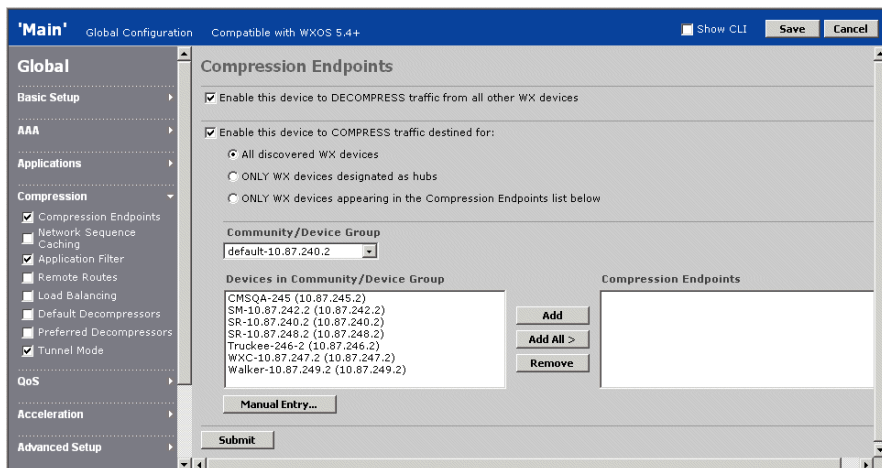 'Main' Global Configuration Compatible with WXOS 5.4+ Show CLI Save Cancel
Global
Basic Setup
AAA
Applications
Compression
Compression Endpoints
Network Sequence
Caching
Application Filter
Remote Routes
Load Balancing
Default Decompressors
Preferred Decompressors
Tunnel Mode
QoS
Acceleration
Advanced Setup
Compression Endpoints
Enable this device to DECOMPRESS traffic from all other WX devices
Enable this device to COMPRESS traffic destined for:
All discovered WX devices
ONLY WX devices designated as hubs
ONLY WX devices appearing in the Compression Endpoints list below
Community/Device Group
default-10.87.240.2
Devices in Community/Device Group
CMSQA-245 (10.87.245.2)
SM-10.87.242.2 (10.87.242.2)
SR-10.87.240.2 (10.87.240.2)
SR-10.87.248.2 (10.87.248.2)
Truckee-246-2 (10.87.246.2)
WXC-10.87.247.2 (10.87.247.2)
Walker-10.87.249.2 (10.87.249.2)
Add
Add All >
Remove
Compression Endpoints
Manual Entry...
Submit